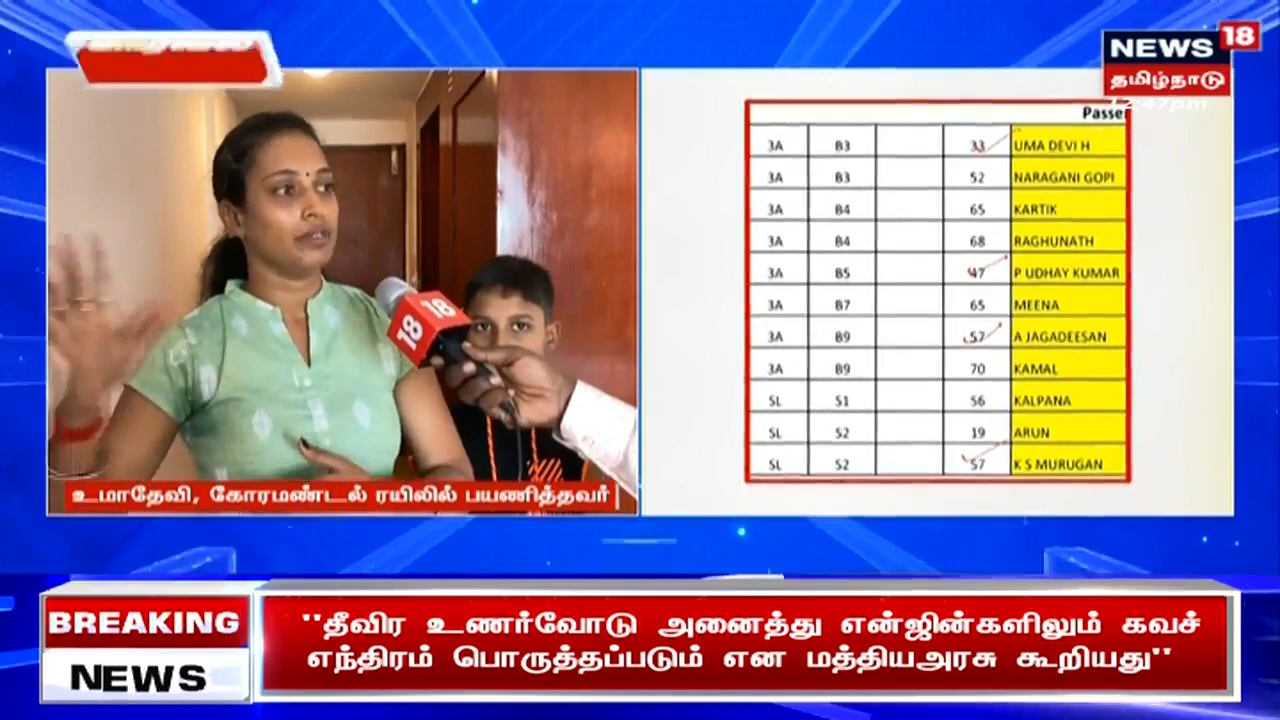 NEWS 18
தமிழ்நாடு
12:47pm
18 18
Passen
3A B3 33 UMA DEVI H
3A B3 52 NARAGANI GOPI
3A B4 65 KARTIK
3A B4 68 RAGHUNATH
3A B5 47 P UDHAY KUMAR
3A B7 65 MEENA
3A B9 57 A JAGADEESAN
3A B9 70 KAMAL
SL S1 56 KALPANA
SL S2 19 ARUN
SL S2 57 K S MURUGAN
உமாதேவி, கோரமண்டல் ரயிலில் பயணித்தவர்
BREAKING
NEWS
"தீவிர உணர்வோடு அனைத்து என்ஜின்களிலும் கவச்
எந்திரம் பொருத்தப்படும் என மத்தியஅரசு கூறியது"